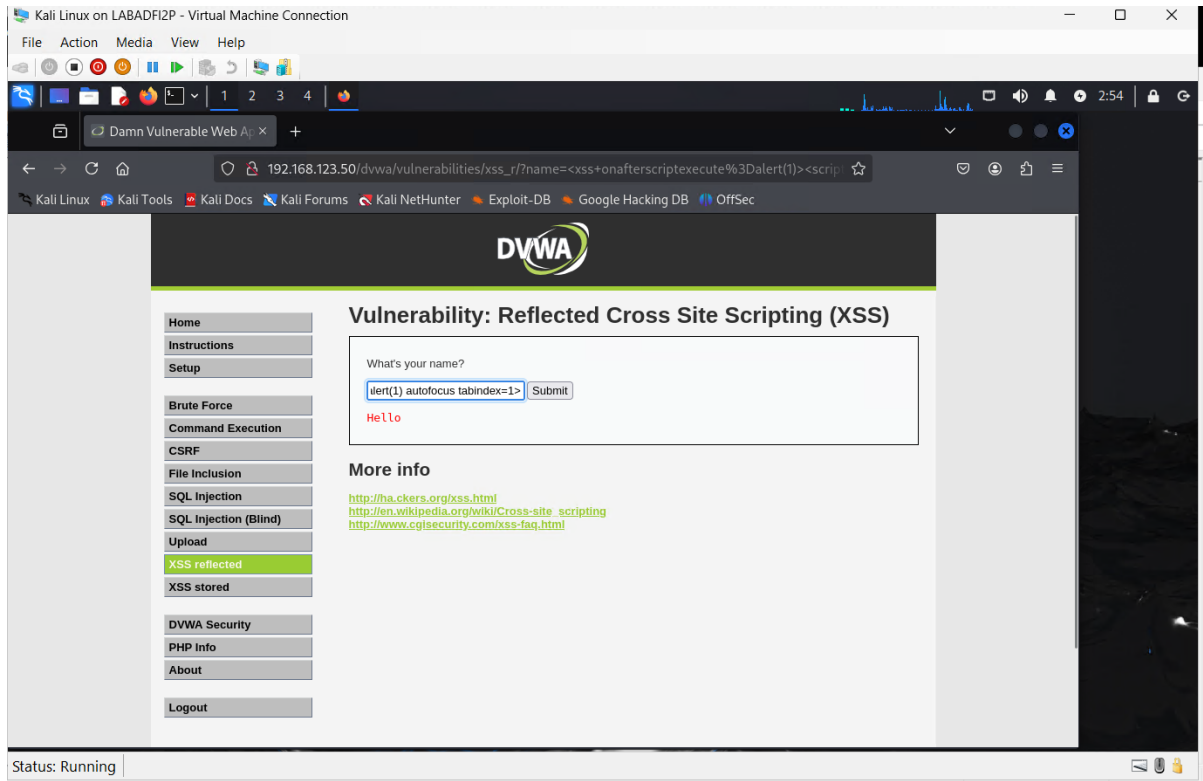 Kali Linux on LABADFI2P - Virtual Machine Connection
File Action Media View Help
1 2 3 4
2:54
Damn Vulnerable Web Ap
192.168.123.50/dvwa/vulnerabilities/xss_r/?name=<xss+onafterscriptexecute%3Dalert(1)><scrip
Kali Linux Kali Tools Kali Docs Kali Forums Kali NetHunter Exploit-DB Google Hacking DB OffSec
DVWA
Home
Instructions
Setup
Brute Force
Command Execution
CSRF
File Inclusion
SQL Injection
SQL Injection (Blind)
Upload
XSS reflected
XSS stored
DVWA Security
PHP Info
About
Logout
Vulnerability: Reflected Cross Site Scripting (XSS)
What's your name?
alert(1) autofocus tabindex=1> Submit
Hello
More info
http://ha.ckers.org/xss.html
http://en.wikipedia.org/wiki/Cross-site_scripting
http://www.cgisecurity.com/xss-faq.html
Status: Running